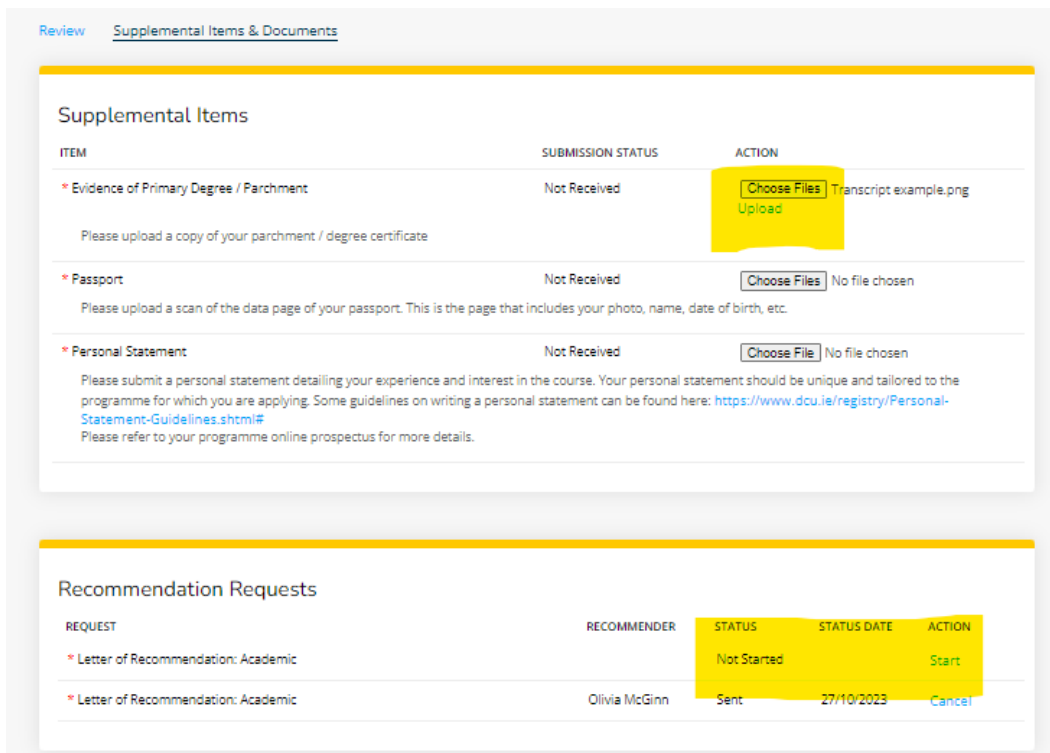 Review Supplemental Items & Documents
Supplemental Items
ITEM SUBMISSION STATUS ACTION
* Evidence of Primary Degree / Parchment Not Received Choose Files Transcript example.png
Upload
Please upload a copy of your parchment / degree certificate
* Passport Not Received Choose Files No file chosen
Please upload a scan of the data page of your passport. This is the page that includes your photo, name, date of birth, etc.
* Personal Statement Not Received Choose File No file chosen
Please submit a personal statement detailing your experience and interest in the course. Your personal statement should be unique and tailored to the
programme for which you are applying. Some guidelines on writing a personal statement can be found here: https://www.dcu.ie/registry/Personal-
Statement-Guidelines.shtml#
Please refer to your programme online prospectus for more details.
Recommendation Requests
REQUEST RECOMMENDER STATUS STATUS DATE ACTION
* Letter of Recommendation: Academic Not Started Start
* Letter of Recommendation: Academic Olivia McGinn Sent 27/10/2023 Cancel